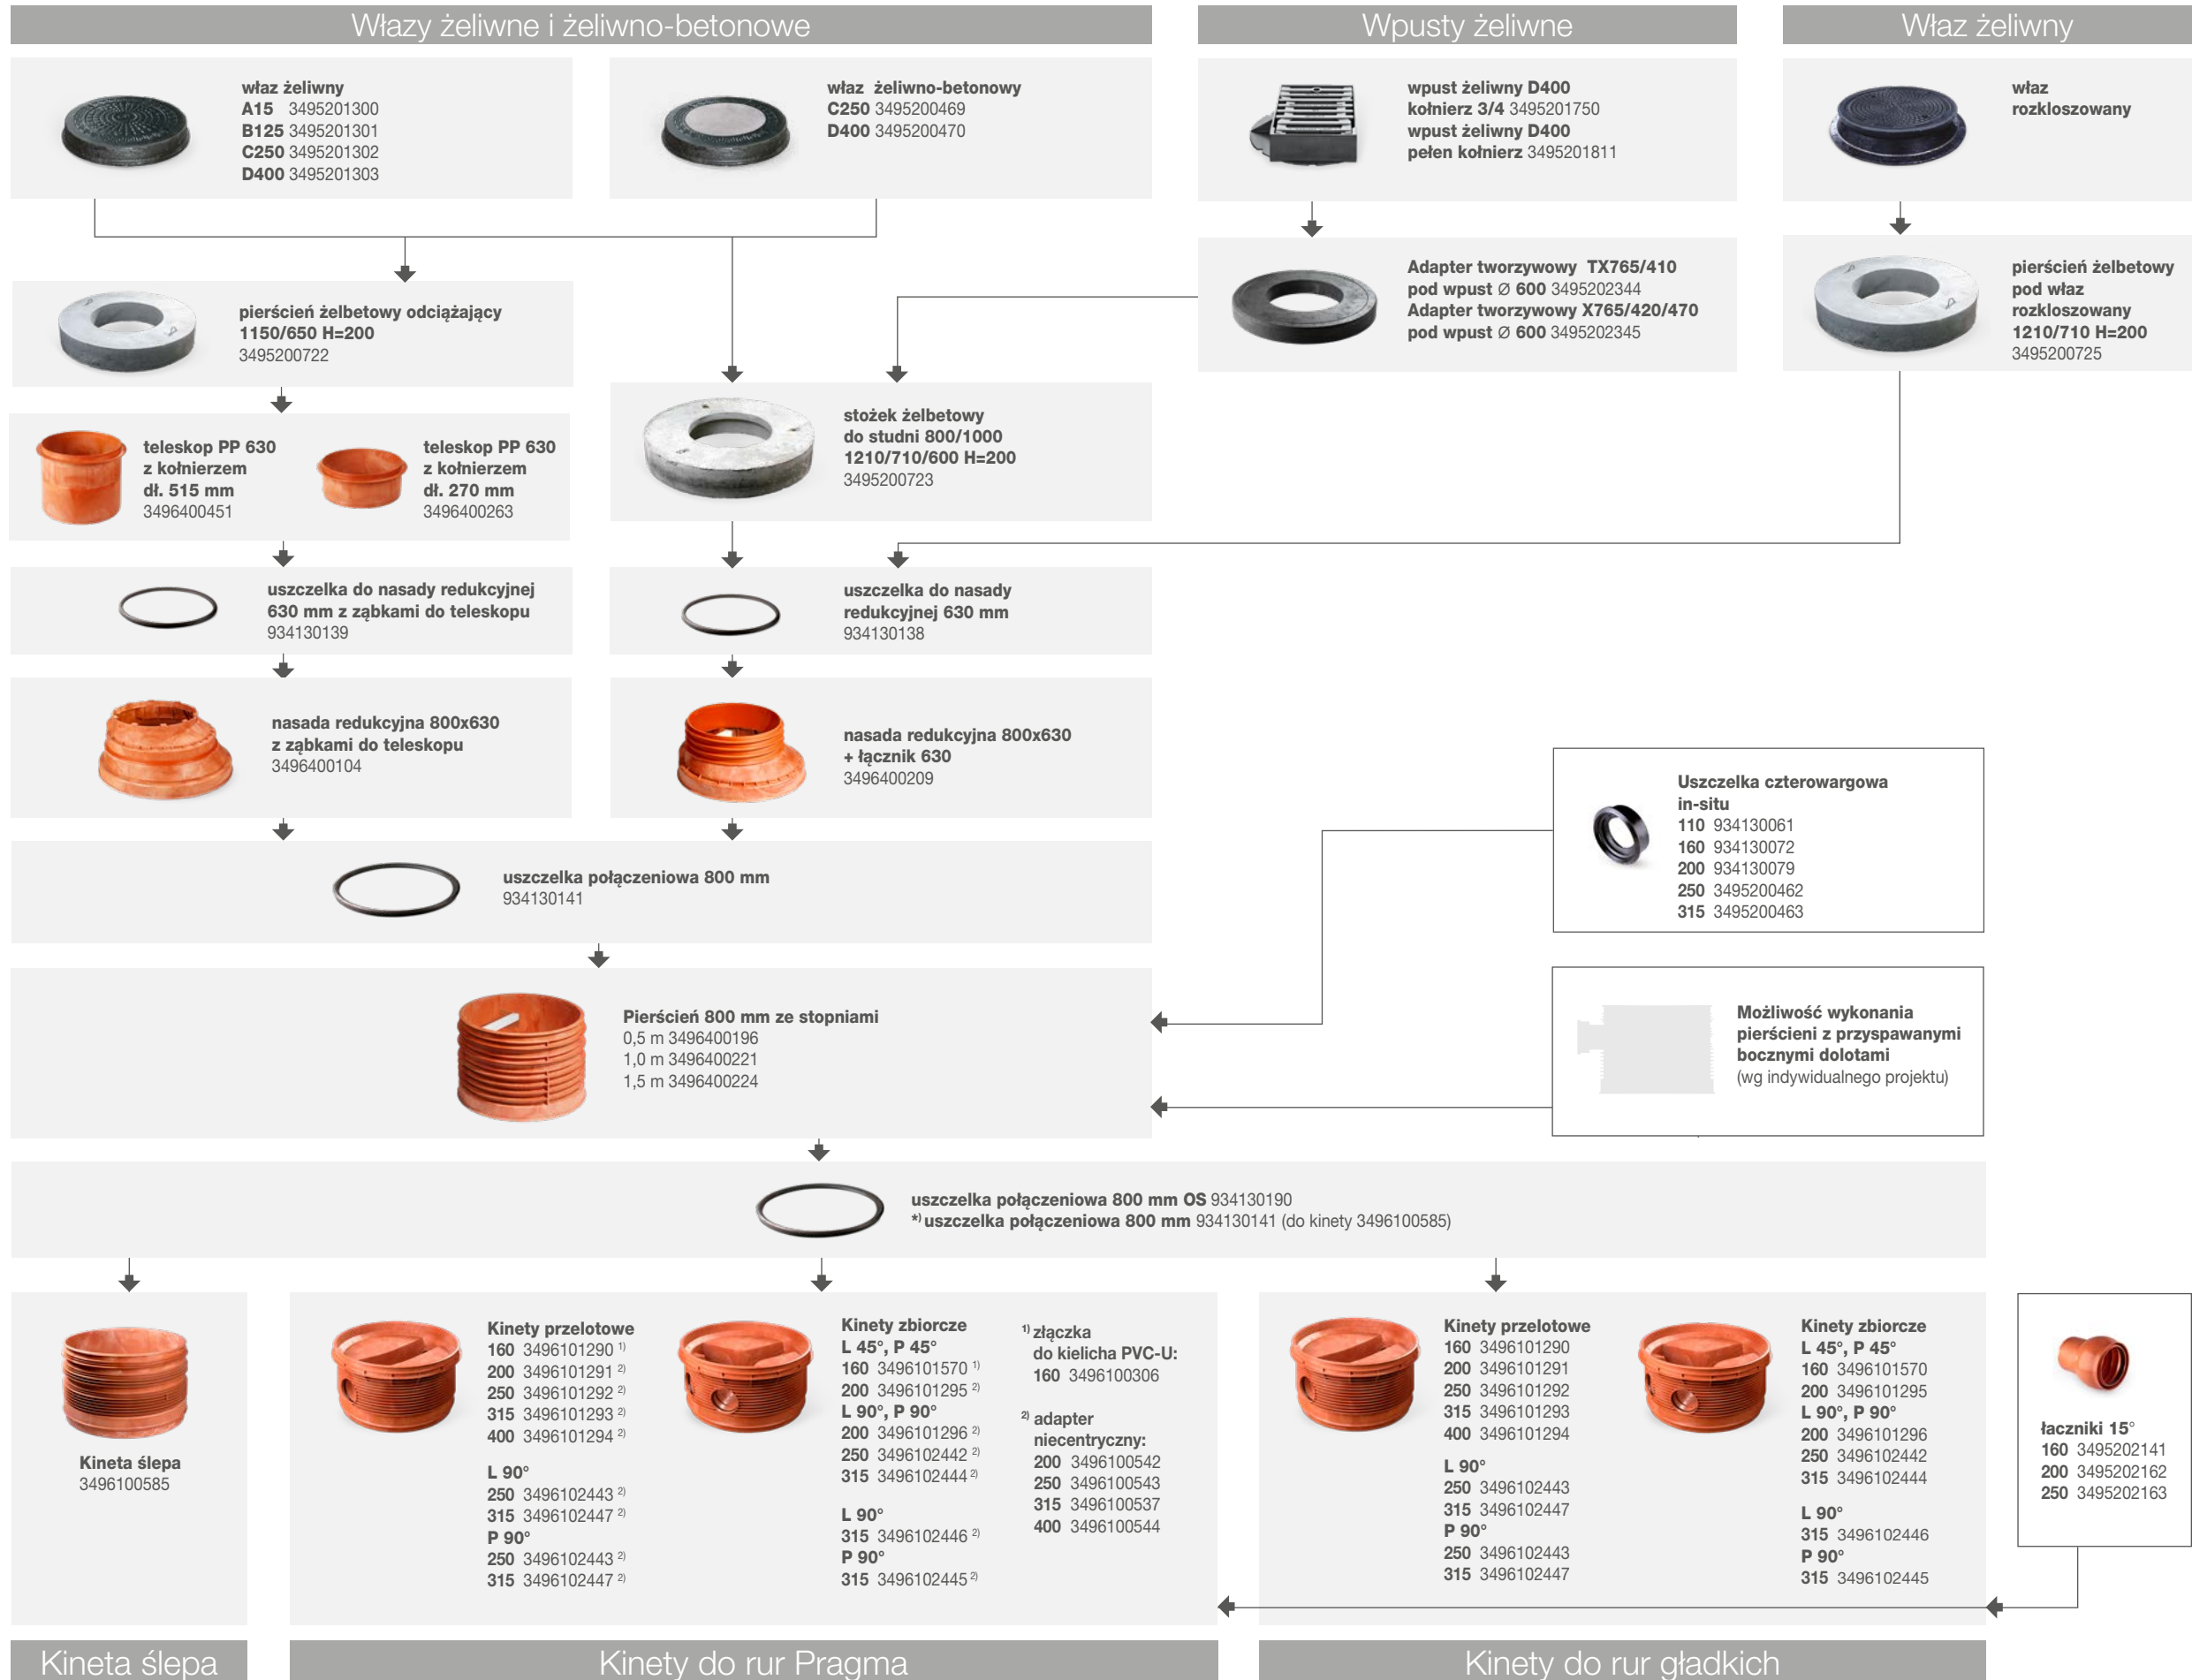 Włazy żeliwne i żeliwno-betonowe
właz żeliwny
A15 3495201300
B125 3495201301
C250 3495201302
D400 3495201303
właz żeliwno-betonowy
C250 3495200469
D400 3495200470
Wpusty żeliwne
wpust żeliwny D400
kołnierz 3/4 3495201750
wpust żeliwny D400
pełen kołnierz 3495201811
Właz żeliwny
właz
rozkloszowany
pierścień żelbetowy odciążający
1150/650 H=200
3495200722
Adapter tworzywowy TX765/410
pod wpust Ø 600 3495202344
Adapter tworzywowy X765/420/470
pod wpust Ø 600 3495202345
pierścień żelbetowy
pod właz
rozkloszowany
1210/710 H=200
3495200725
teleskop PP 630
z kołnierzem
dł. 515 mm
3496400451
teleskop PP 630
z kołnierzem
dł. 270 mm
3496400263
stożek żelbetowy
do studni 800/1000
1210/710/600 H=200
3495200723
uszczelka do nasady redukcyjnej
630 mm z ząbkami do teleskopu
934130139
uszczelka do nasady
redukcyjnej 630 mm
934130138
nasada redukcyjna 800x630
z ząbkami do teleskopu
3496400104
nasada redukcyjna 800x630
+ łącznik 630
3496400209
Uszczelka czterowargowa
in-situ
110 934130061
160 934130072
200 934130079
250 3495200462
315 3495200463
uszczelka połączeniowa 800 mm
934130141
Pierścień 800 mm ze stopniami
0,5 m 3496400196
1,0 m 3496400221
1,5 m 3496400224
Możliwość wykonania
pierścieni z przyspawanymi
bocznymi dolotami
(wg indywidualnego projektu)
uszczelka połączeniowa 800 mm OS 934130190
*) uszczelka połączeniowa 800 mm 934130141 (do kinety 3496100585)
Kineta ślepa
3496100585
Kinety przelotowe
160 3496101290 1)
200 3496101291 2)
250 3496101292 2)
315 3496101293 2)
400 3496101294 2)
L 90°
250 3496102443 2)
315 3496102447 2)
P 90°
250 3496102443 2)
315 3496102447 2)
Kinety zbiorcze
L 45°, P 45°
160 3496101570 1)
200 3496101295 2)
L 90°, P 90°
200 3496101296 2)
250 3496102442 2)
315 3496102444 2)
L 90°
315 3496102446 2)
P 90°
315 3496102445 2)
1) złączka
do kielicha PVC-U:
160 3496100306
2) adapter
niecentryczny:
200 3496100542
250 3496100543
315 3496100537
400 3496100544
Kinety przelotowe
160 3496101290
200 3496101291
250 3496101292
315 3496101293
400 3496101294
L 90°
250 3496102443
315 3496102447
P 90°
250 3496102443
315 3496102447
Kinety zbiorcze
L 45°, P 45°
160 3496101570
200 3496101295
L 90°, P 90°
200 3496101296
250 3496102442
315 3496102444
L 90°
315 3496102446
P 90°
315 3496102445
łaczniki 15°
160 3495202141
200 3495202162
250 3495202163
Kineta ślepa
Kinety do rur Pragma
Kinety do rur gładkich